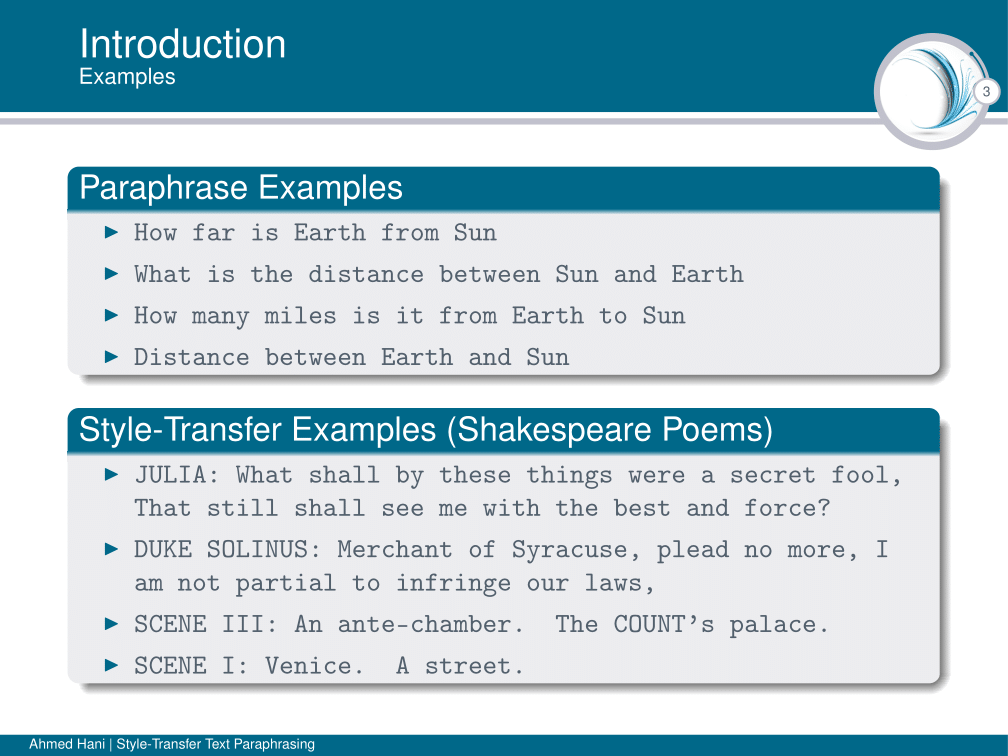 Introduction
Examples
3
Paraphrase Examples
How far is Earth from Sun
What is the distance between Sun and Earth
How many miles is it from Earth to Sun
Distance between Earth and Sun
Style-Transfer Examples (Shakespeare Poems)
JULIA: What shall by these things were a secret fool,
That still shall see me with the best and force?
DUKE SOLINUS: Merchant of Syracuse, plead no more, I
am not partial to infringe our laws,
SCENE III: An ante-chamber. The COUNT's palace.
SCENE I: Venice. A street.
Ahmed Hani | Style-Transfer Text Paraphrasing